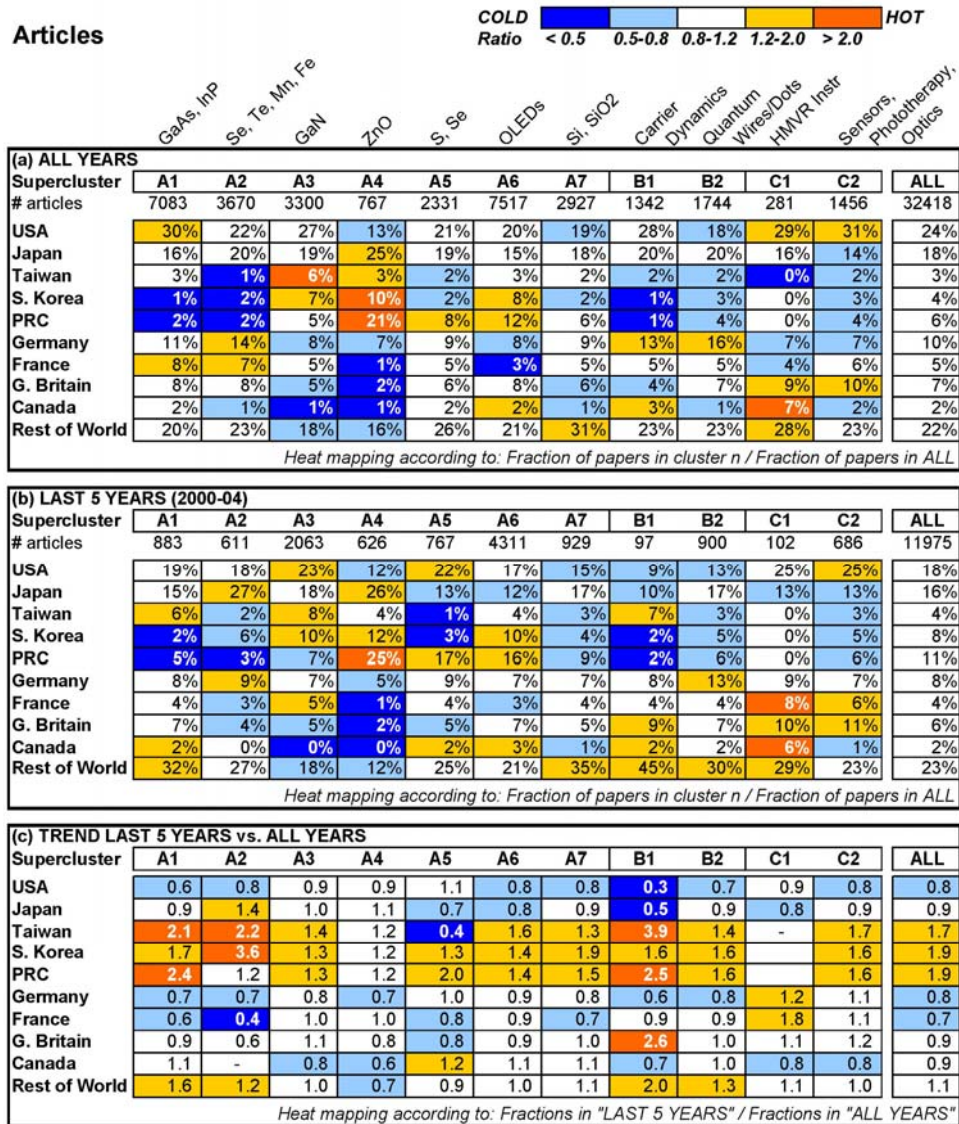 COLD HOT
Articles
Ratio < 0.5 0.5-0.8 0.8-1.2 1.2-2.0 > 2.0
GaAs, InP
Se, Te, Mn, Fe
GaN
ZnO
S, Se
OLEDs
Si, SiO2
Carrier Dynamics
Quantum Wires/Dots
HMVR Instr
Sensors, Phototherapy, Optics
(a) ALL YEARS
Supercluster A1 A2 A3 A4 A5 A6 A7 B1 B2 C1 C2 ALL
# articles 7083 3670 3300 767 2331 7517 2927 1342 1744 281 1456 32418
USA 30% 22% 27% 13% 21% 20% 19% 28% 18% 29% 31% 24%
Japan 16% 20% 19% 25% 19% 15% 18% 20% 20% 16% 14% 18%
Taiwan 3% 1% 6% 3% 2% 3% 2% 2% 2% 0% 2% 3%
S. Korea 1% 2% 7% 10% 2% 8% 2% 1% 3% 0% 3% 4%
PRC 2% 2% 5% 21% 8% 12% 6% 1% 4% 0% 4% 6%
Germany 11% 14% 8% 7% 9% 8% 9% 13% 16% 7% 7% 10%
France 8% 7% 5% 1% 5% 3% 5% 5% 5% 4% 6% 5%
G. Britain 8% 8% 5% 2% 6% 8% 6% 4% 7% 9% 10% 7%
Canada 2% 1% 1% 1% 2% 2% 1% 3% 1% 7% 2% 2%
Rest of World 20% 23% 18% 16% 26% 21% 31% 23% 23% 28% 23% 22%
Heat mapping according to: Fraction of papers in cluster n / Fraction of papers in ALL
(b) LAST 5 YEARS (2000-04)
Supercluster A1 A2 A3 A4 A5 A6 A7 B1 B2 C1 C2 ALL
# articles 883 611 2063 626 767 4311 929 97 900 102 686 11975
USA 19% 18% 23% 12% 22% 17% 15% 9% 13% 25% 25% 18%
Japan 15% 27% 18% 26% 13% 12% 17% 10% 17% 13% 13% 16%
Taiwan 6% 2% 8% 4% 1% 4% 3% 7% 3% 0% 3% 4%
S. Korea 2% 6% 10% 12% 3% 10% 4% 2% 5% 0% 5% 8%
PRC 5% 3% 7% 25% 17% 16% 9% 2% 6% 0% 6% 11%
Germany 8% 9% 7% 5% 9% 7% 7% 8% 13% 9% 7% 8%
France 4% 3% 5% 1% 4% 3% 4% 4% 4% 8% 6% 4%
G. Britain 7% 4% 5% 2% 5% 7% 5% 9% 7% 10% 11% 6%
Canada 2% 0% 0% 0% 2% 3% 1% 2% 2% 6% 1% 2%
Rest of World 32% 27% 18% 12% 25% 21% 35% 45% 30% 29% 23% 23%
Heat mapping according to: Fraction of papers in cluster n / Fraction of papers in ALL
(c) TREND LAST 5 YEARS vs. ALL YEARS
Supercluster A1 A2 A3 A4 A5 A6 A7 B1 B2 C1 C2 ALL
USA 0.6 0.8 0.9 0.9 1.1 0.8 0.8 0.3 0.7 0.9 0.8 0.8
Japan 0.9 1.4 1.0 1.1 0.7 0.8 0.9 0.5 0.9 0.8 0.9 0.9
Taiwan 2.1 2.2 1.4 1.2 0.4 1.6 1.3 3.9 1.4 - 1.7 1.7
S. Korea 1.7 3.6 1.3 1.2 1.3 1.4 1.9 1.6 1.6 1.6 1.9
PRC 2.4 1.2 1.3 1.2 2.0 1.4 1.5 2.5 1.6 1.6 1.9
Germany 0.7 0.7 0.8 0.7 1.0 0.9 0.8 0.6 0.8 1.2 1.1 0.8
France 0.6 0.4 1.0 1.0 0.8 0.9 0.7 0.9 0.9 1.8 1.1 0.7
G. Britain 0.9 0.6 1.1 0.8 0.8 0.9 1.0 2.6 1.0 1.1 1.2 0.9
Canada 1.1 - 0.8 0.6 1.2 1.1 1.1 0.7 1.0 0.8 0.8 0.9
Rest of World 1.6 1.2 1.0 0.7 0.9 1.0 1.1 2.0 1.3 1.1 1.0 1.1
Heat mapping according to: Fractions in "LAST 5 YEARS" / Fractions in "ALL YEARS"